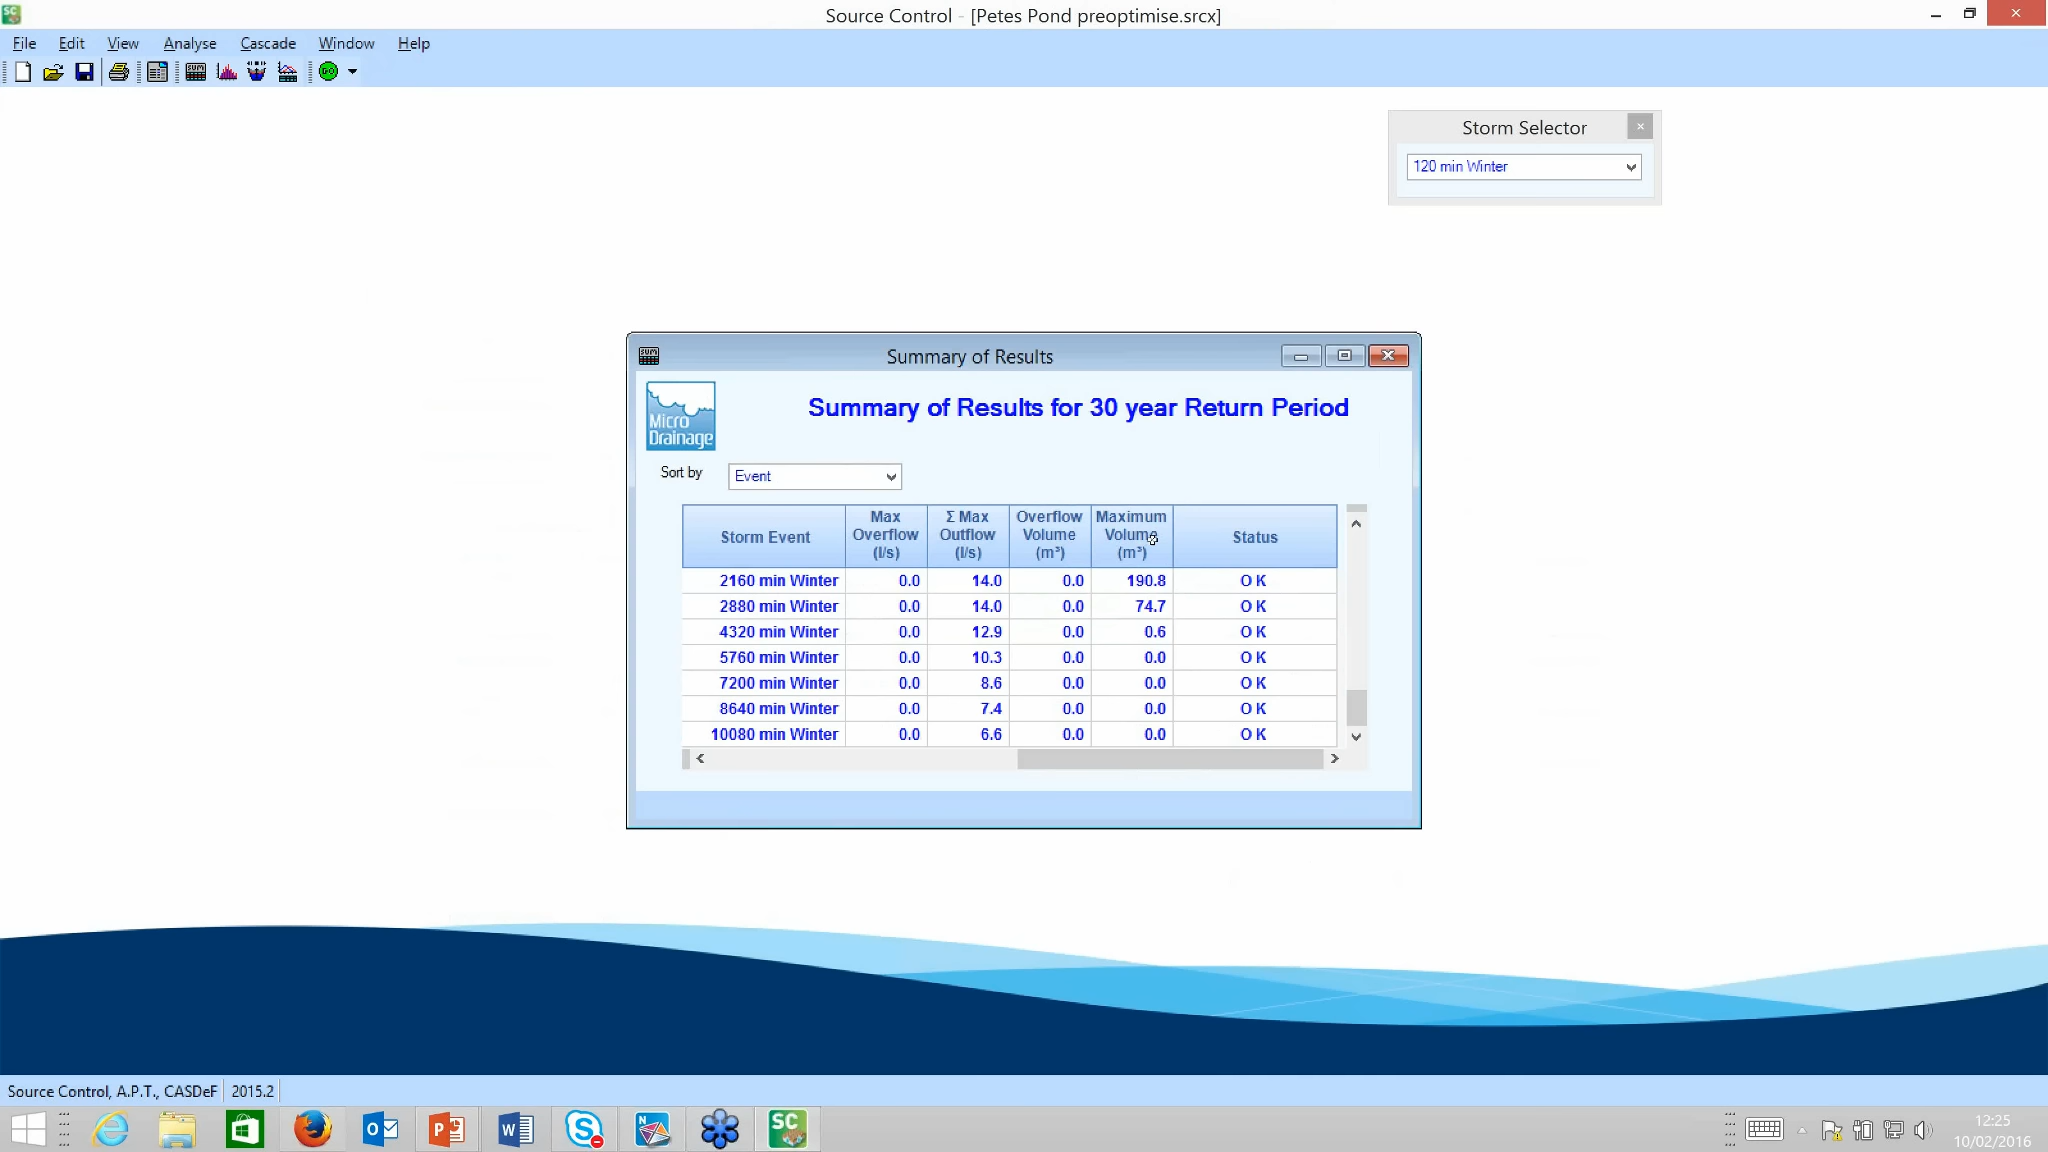 Source Control - [Petes Pond preoptimise.srcx]
File Edit View Analyse Cascade Window Help
Storm Selector
120 min Winter
Summary of Results
Micro Drainage
Summary of Results for 30 year Return Period
Sort by Event
Storm Event Max Overflow (l/s) Σ Max Outflow (l/s) Overflow Volume (m³) Maximum Volume (m³) Status
2160 min Winter 0.0 14.0 0.0 190.8 O K
2880 min Winter 0.0 14.0 0.0 74.7 O K
4320 min Winter 0.0 12.9 0.0 0.6 O K
5760 min Winter 0.0 10.3 0.0 0.0 O K
7200 min Winter 0.0 8.6 0.0 0.0 O K
8640 min Winter 0.0 7.4 0.0 0.0 O K
10080 min Winter 0.0 6.6 0.0 0.0 O K
Source Control, A.P.T., CASDeF 2015.2
12:25
10/02/2016